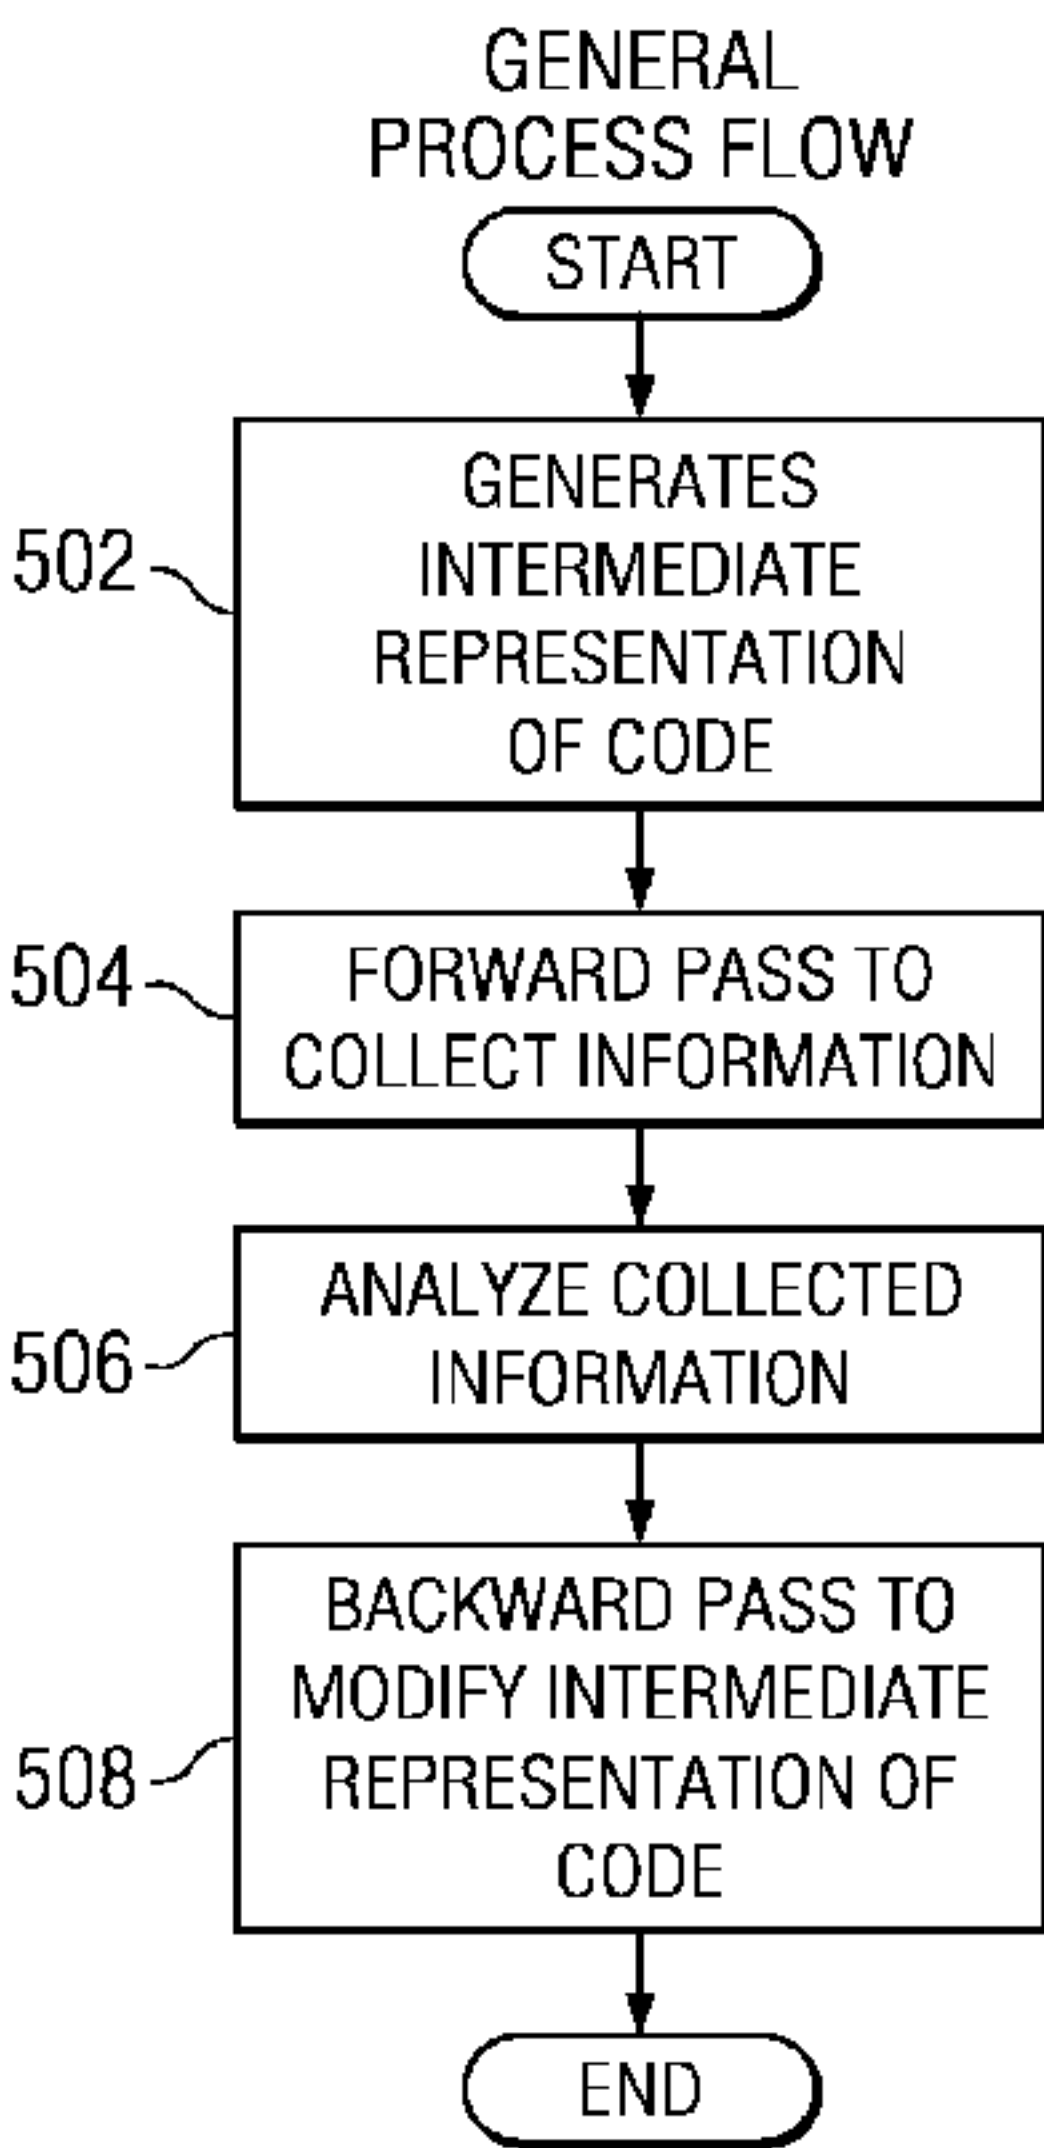 GENERAL
PROCESS FLOW
START
GENERATES
INTERMEDIATE
REPRESENTATION
OF CODE
502
FORWARD PASS TO
COLLECT INFORMATION
504
ANALYZE COLLECTED
INFORMATION
506
BACKWARD PASS TO
MODIFY INTERMEDIATE
REPRESENTATION OF
CODE
508
END